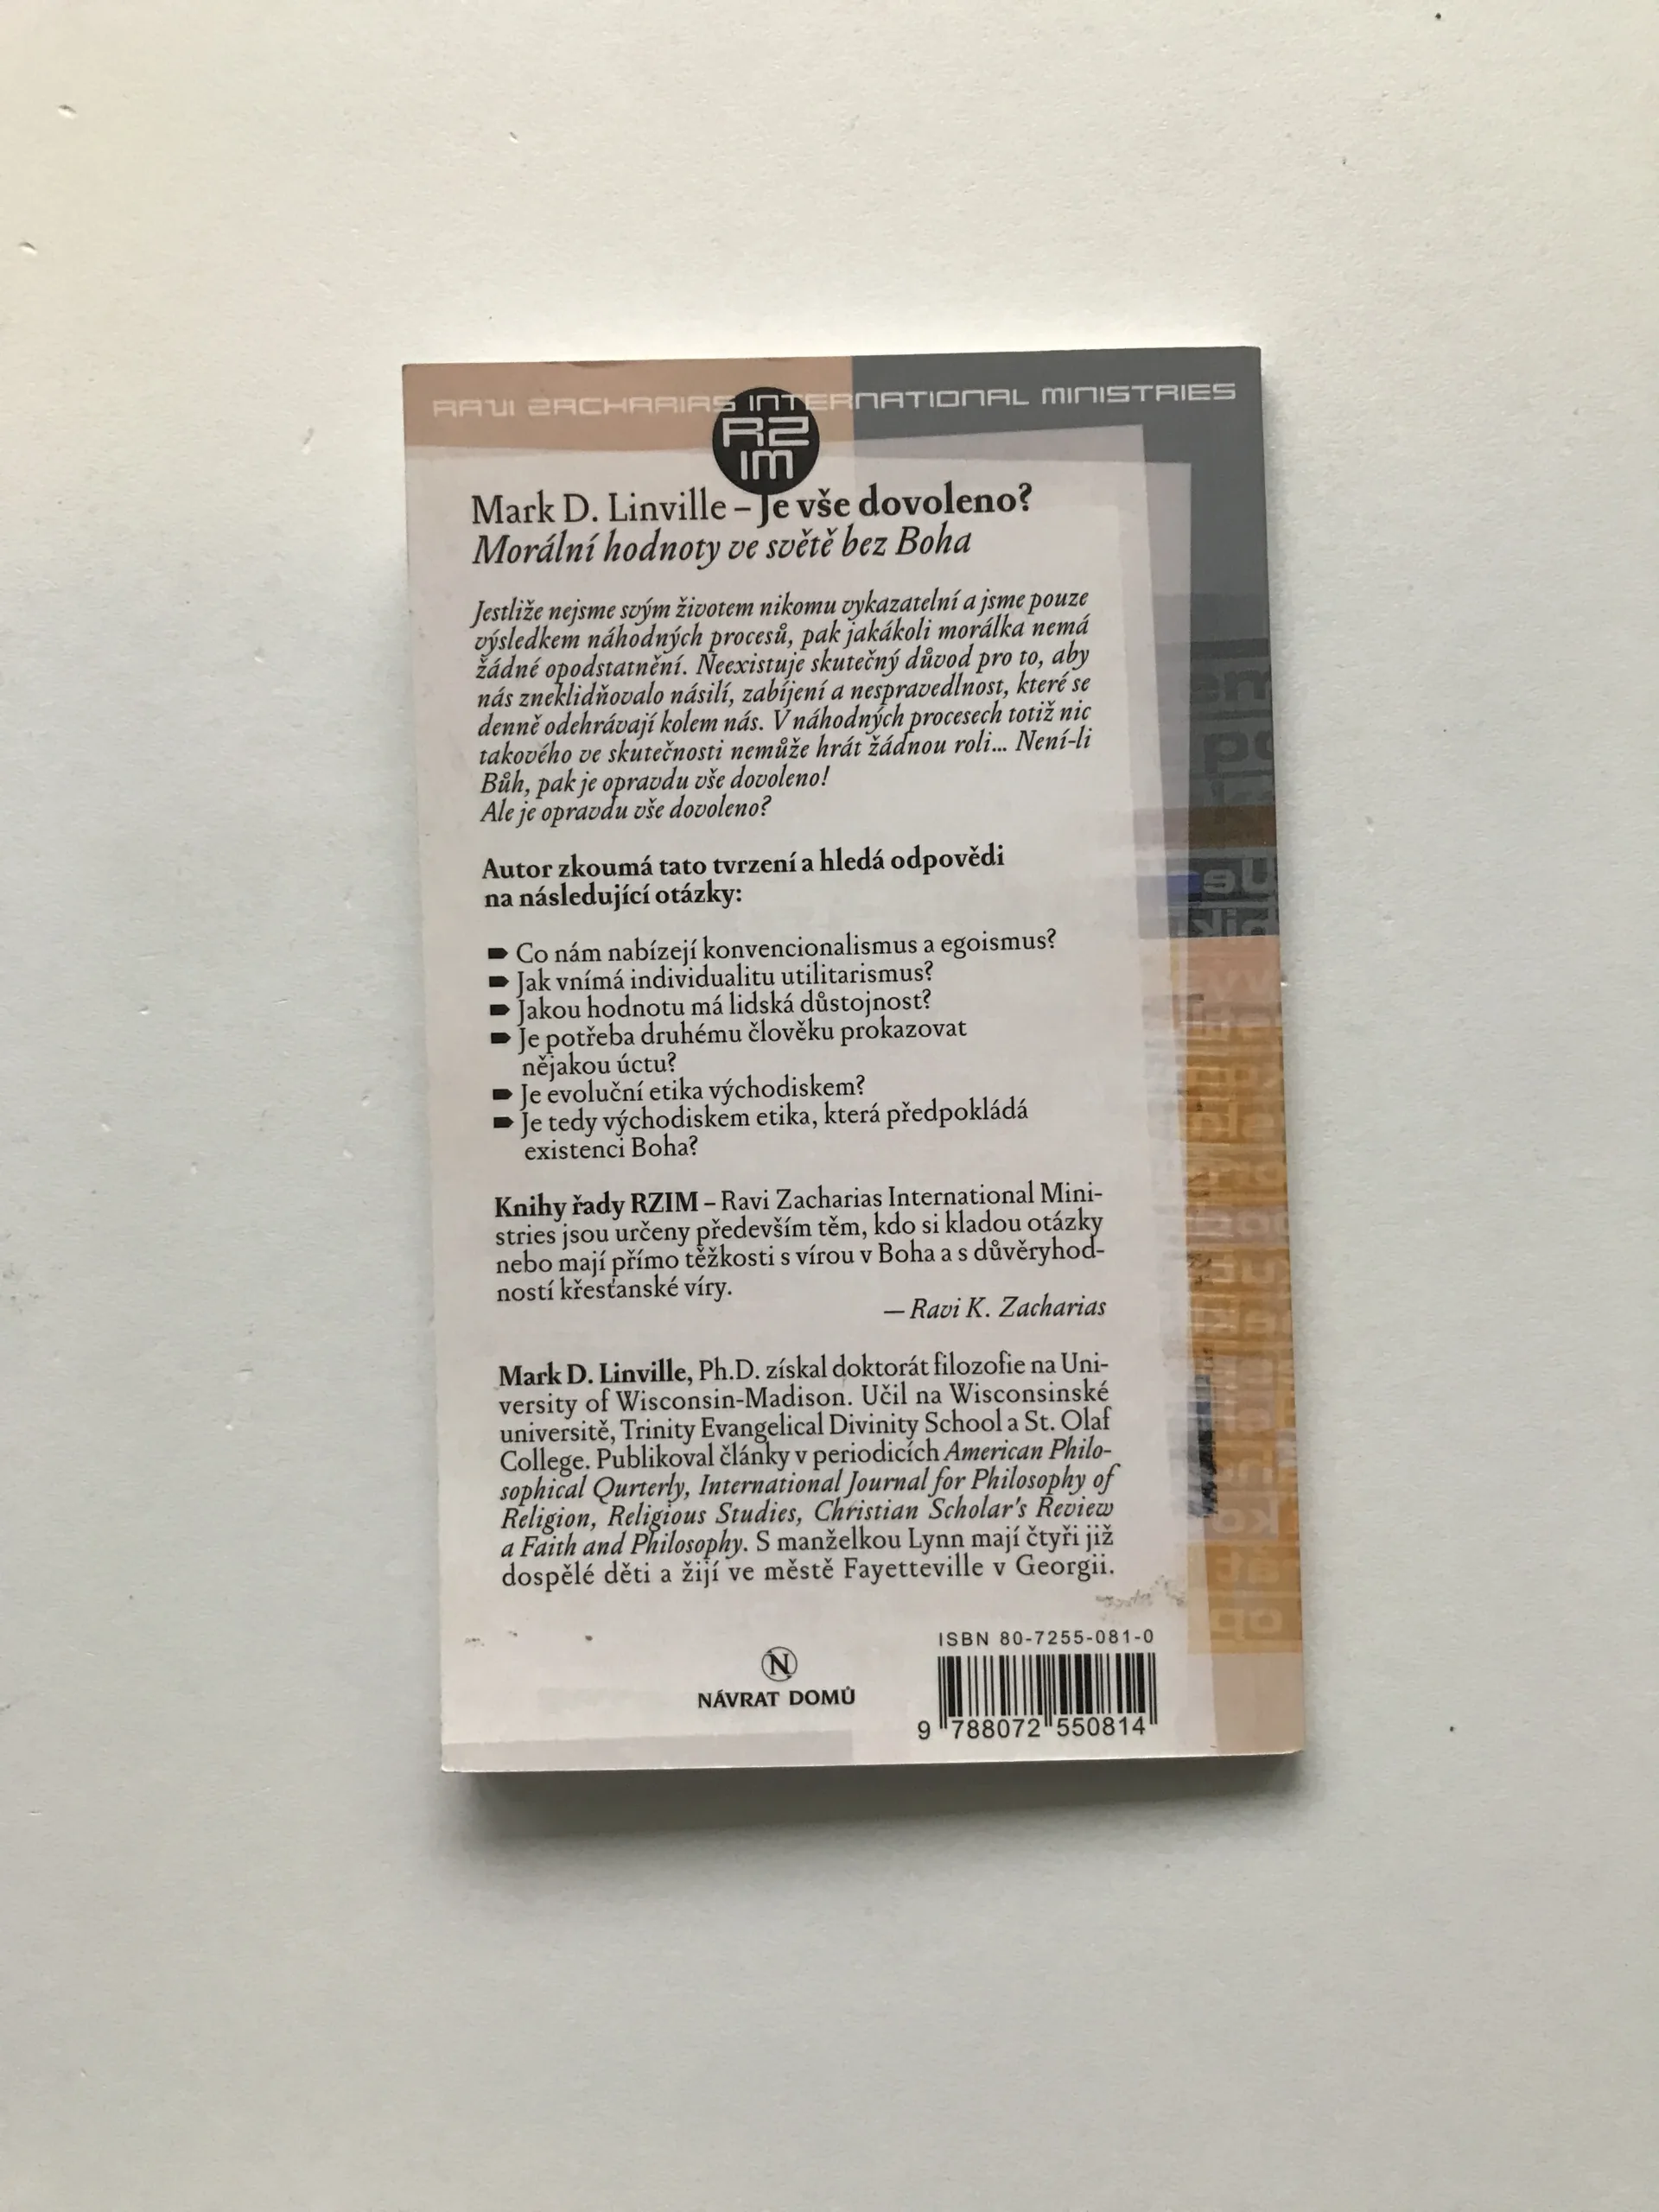 RAVI ZACHARIAS INTERNATIONAL MINISTRIES
RZ
IM
Mark D. Linville – Je vše dovoleno?
Morální hodnoty ve světě bez Boha
Jestliže nejsme svým životem nikomu vykazatelní a jsme pouze
výsledkem náhodných procesů, pak jakákoli morálka nemá
žádné opodstatnění. Neexistuje skutečný důvod pro to, aby
nás zneklidňovalo násilí, zabíjení a nespravedlnost, které se
denně odehrávají kolem nás. V náhodných procesech totiž nic
takového ve skutečnosti nemůže hrát žádnou roli... Není-li
Bůh, pak je opravdu vše dovoleno!
Ale je opravdu vše dovoleno?
Autor zkoumá tato tvrzení a hledá odpovědi
na následující otázky:
Co nám nabízejí konvencionalismus a egoismus?
Jak vnímá individualitu utilitarismus?
Jakou hodnotu má lidská důstojnost?
Je potřeba druhému člověku prokazovat
nějakou úctu?
Je evoluční etika východiskem?
Je tedy východiskem etika, která předpokládá
existenci Boha?
Knihy řady RZIM – Ravi Zacharias International Mini-
stries jsou určeny především těm, kdo si kladou otázky
nebo mají přímo těžkosti s vírou v Boha a s důvěryhod-
ností křesťanské víry.
— Ravi K. Zacharias
Mark D. Linville, Ph.D. získal doktorát filozofie na Uni-
versity of Wisconsin-Madison. Učil na Wisconsinské
universitě, Trinity Evangelical Divinity School a St. Olaf
College. Publikoval články v periodicích American Philo-
sophical Qurterly, International Journal for Philosophy of
Religion, Religious Studies, Christian Scholar's Review
a Faith and Philosophy. S manželkou Lynn mají čtyři již
dospělé děti a žijí ve městě Fayetteville v Georgii.
N
NÁVRAT DOMŮ
ISBN 80-7255-081-0
9 788072 550814